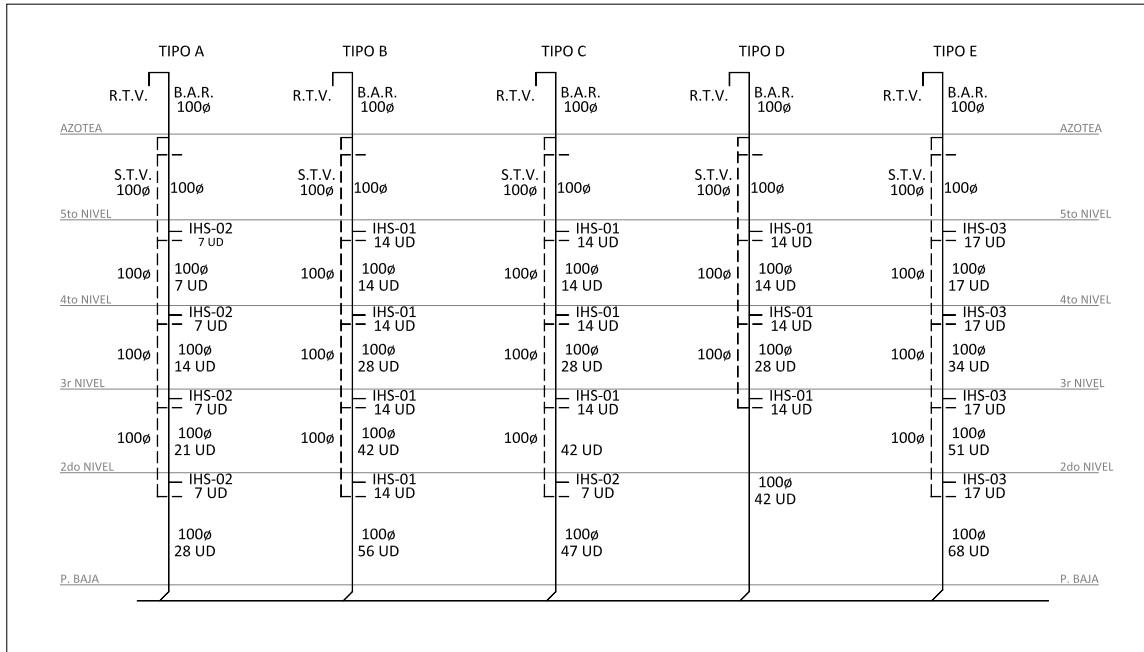 TIPO A TIPO B TIPO C TIPO D TIPO E
R.T.V. B.A.R. R.T.V. B.A.R. R.T.V. B.A.R. R.T.V. B.A.R. R.T.V. B.A.R.
100ø 100ø 100ø 100ø 100ø
AZOTEA AZOTEA
S.T.V. S.T.V. S.T.V. S.T.V. S.T.V.
100ø 100ø 100ø 100ø 100ø 100ø 100ø 100ø 100ø 100ø
5to NIVEL 5to NIVEL
IHS-02 IHS-01 IHS-01 IHS-01 IHS-03
7 UD 14 UD 14 UD 14 UD 17 UD
100ø 100ø 100ø 100ø 100ø 100ø 100ø 100ø 100ø 100ø
7 UD 14 UD 14 UD 14 UD 17 UD
4to NIVEL 4to NIVEL
IHS-02 IHS-01 IHS-01 IHS-01 IHS-03
7 UD 14 UD 14 UD 14 UD 17 UD
100ø 100ø 100ø 100ø 100ø 100ø 100ø 100ø 100ø 100ø
14 UD 28 UD 28 UD 28 UD 34 UD
3r NIVEL 3r NIVEL
IHS-02 IHS-01 IHS-01 IHS-01 IHS-03
7 UD 14 UD 14 UD 14 UD 17 UD
100ø 100ø 100ø 100ø 100ø 100ø 100ø
21 UD 42 UD 42 UD 51 UD
2do NIVEL 2do NIVEL
IHS-02 IHS-01 IHS-02 100ø IHS-03
7 UD 14 UD 7 UD 42 UD 17 UD
100ø 100ø 100ø 100ø
28 UD 56 UD 47 UD 68 UD
P. BAJA P. BAJA